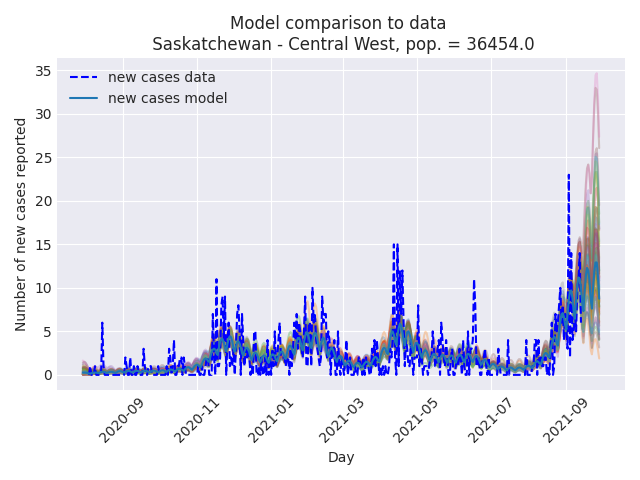 Model comparison to data
Saskatchewan - Central West, pop. = 36454.0
new cases data
new cases model
Number of new cases reported
35
30
25
20
15
10
5
0
2020-09
2020-11
2021-01
2021-03
2021-05
2021-07
2021-09
Day